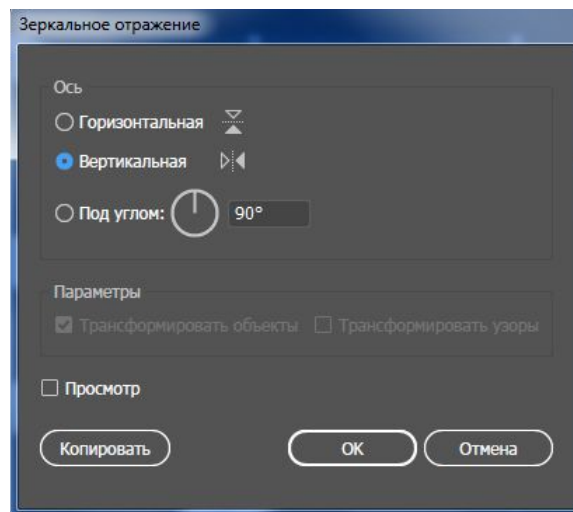 Зеркальное отражение
Ось
Горизонтальная
Вертикальная
Под углом: 90°
Параметры
Трансформировать объекты Трансформировать узоры
Просмотр
Копировать OK Отмена